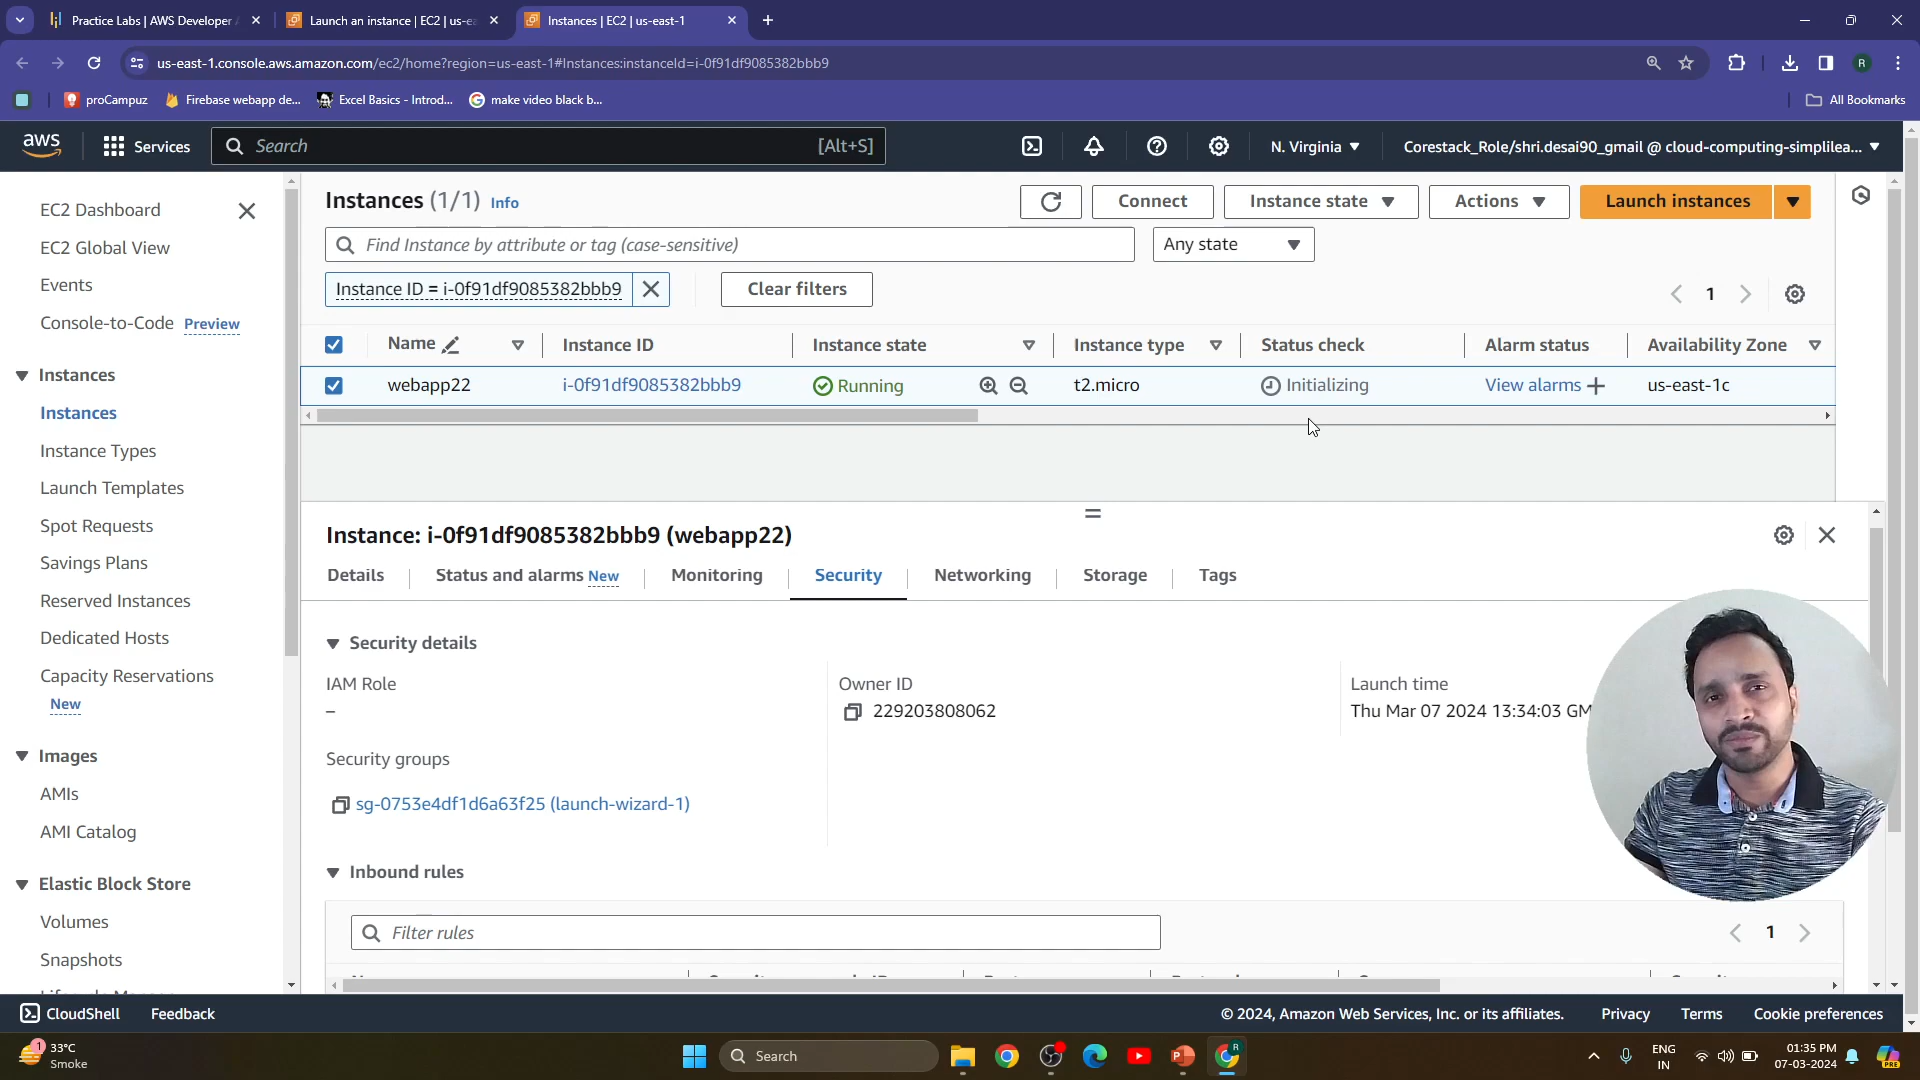 Practice Labs | AWS Developer A
Launch an instance | EC2 | us-ea
Instances | EC2 | us-east-1
us-east-1.console.aws.amazon.com/ec2/home?region=us-east-1#Instances:instanceId=i-0f91df9085382bbb9
R
proCampuz
Firebase webapp de...
Excel Basics - Introd...
make video black b...
All Bookmarks
aws
Services
Search
[Alt+S]
N. Virginia
Corestack_Role/shri.desai90_gmail @ cloud-computing-simplilea...
EC2 Dashboard
EC2 Global View
Events
Console-to-Code Preview
Instances
Instances
Instance Types
Launch Templates
Spot Requests
Savings Plans
Reserved Instances
Dedicated Hosts
Capacity Reservations
New
Images
AMIs
AMI Catalog
Elastic Block Store
Volumes
Snapshots
Instances (1/1) Info
Connect
Instance state
Actions
Launch instances
Find Instance by attribute or tag (case-sensitive)
Any state
Instance ID = i-0f91df9085382bbb9
Clear filters
1
Name
Instance ID
Instance state
Instance type
Status check
Alarm status
Availability Zone
webapp22
i-0f91df9085382bbb9
Running
t2.micro
Initializing
View alarms
us-east-1c
Instance: i-0f91df9085382bbb9 (webapp22)
Details
Status and alarms New
Monitoring
Security
Networking
Storage
Tags
Security details
IAM Role
–
Owner ID
229203808062
Launch time
Thu Mar 07 2024 13:34:03 GM
Security groups
sg-0753e4df1d6a63f25 (launch-wizard-1)
Inbound rules
Filter rules
1
CloudShell
Feedback
© 2024, Amazon Web Services, Inc. or its affiliates.
Privacy
Terms
Cookie preferences
1
33°C
Smoke
Search
R
ENG
IN
01:35 PM
07-03-2024
PRE